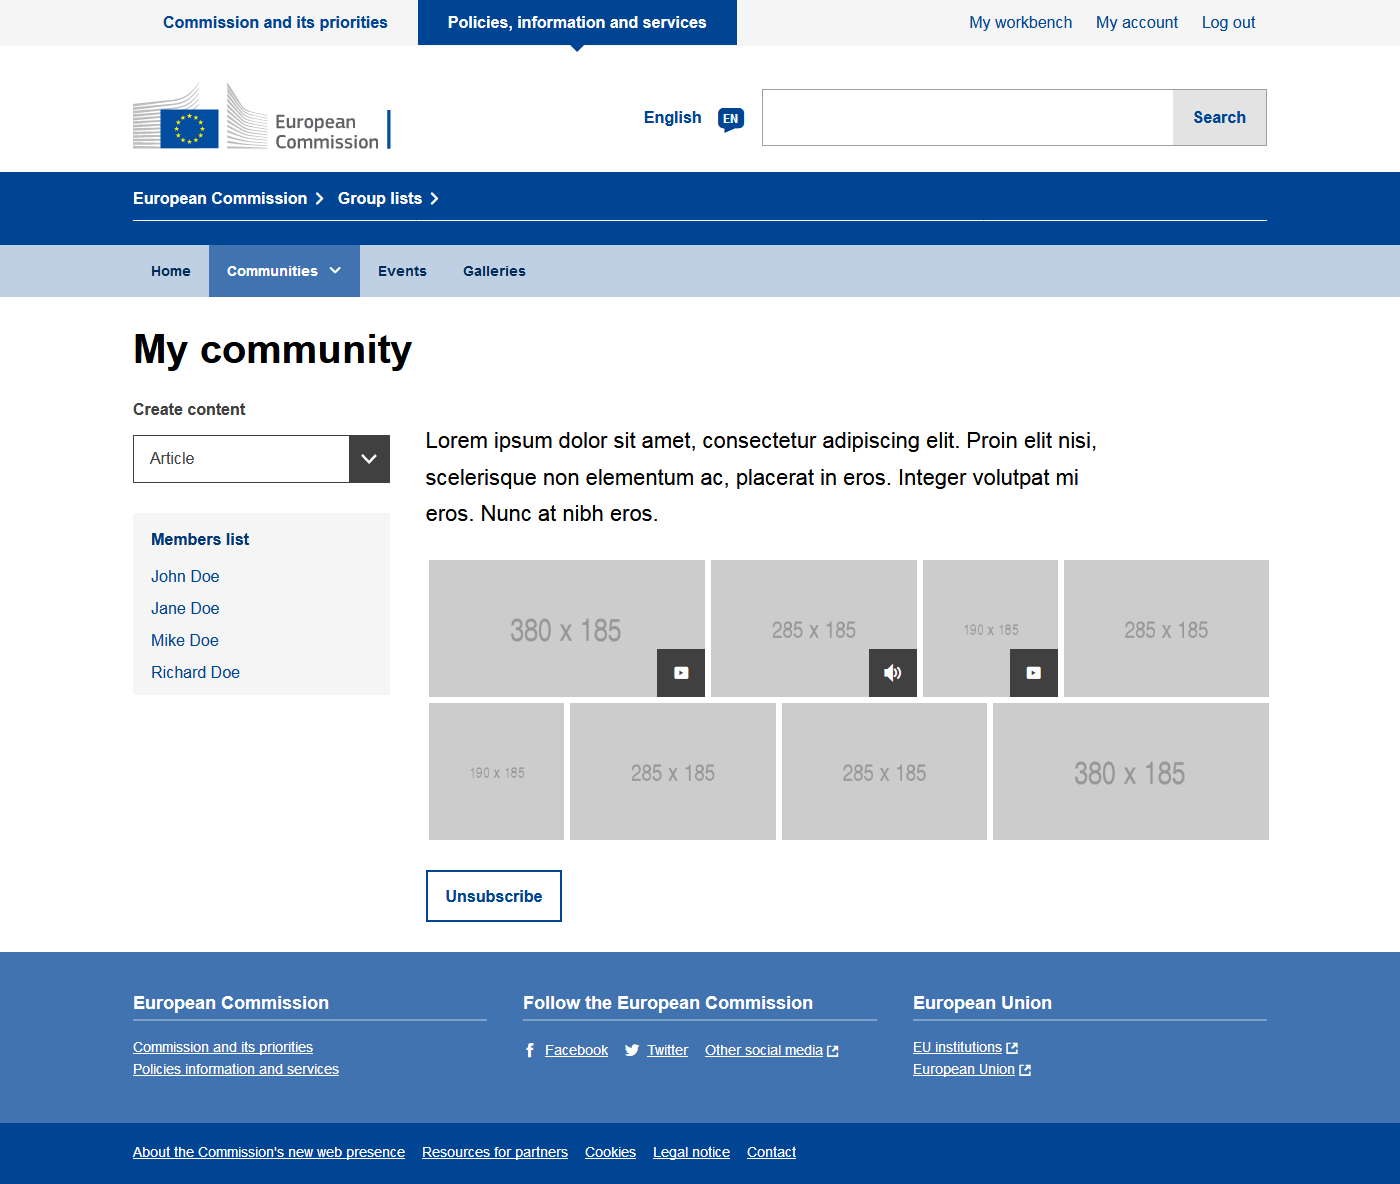 Commission and its priorities
Policies, information and services
My workbench
My account
Log out
European
Commission
English
EN
Search
European Commission
Group lists
Home
Communities
Events
Galleries
My community
Create content
Article
Members list
John Doe
Jane Doe
Mike Doe
Richard Doe
Lorem ipsum dolor sit amet, consectetur adipiscing elit. Proin elit nisi,
scelerisque non elementum ac, placerat in eros. Integer volutpat mi
eros. Nunc at nibh eros.
380 x 185
285 x 185
190 x 185
285 x 185
190 x 185
285 x 185
285 x 185
380 x 185
Unsubscribe
European Commission
Commission and its priorities
Policies information and services
Follow the European Commission
Facebook
Twitter
Other social media
European Union
EU institutions
European Union
About the Commission's new web presence
Resources for partners
Cookies
Legal notice
Contact